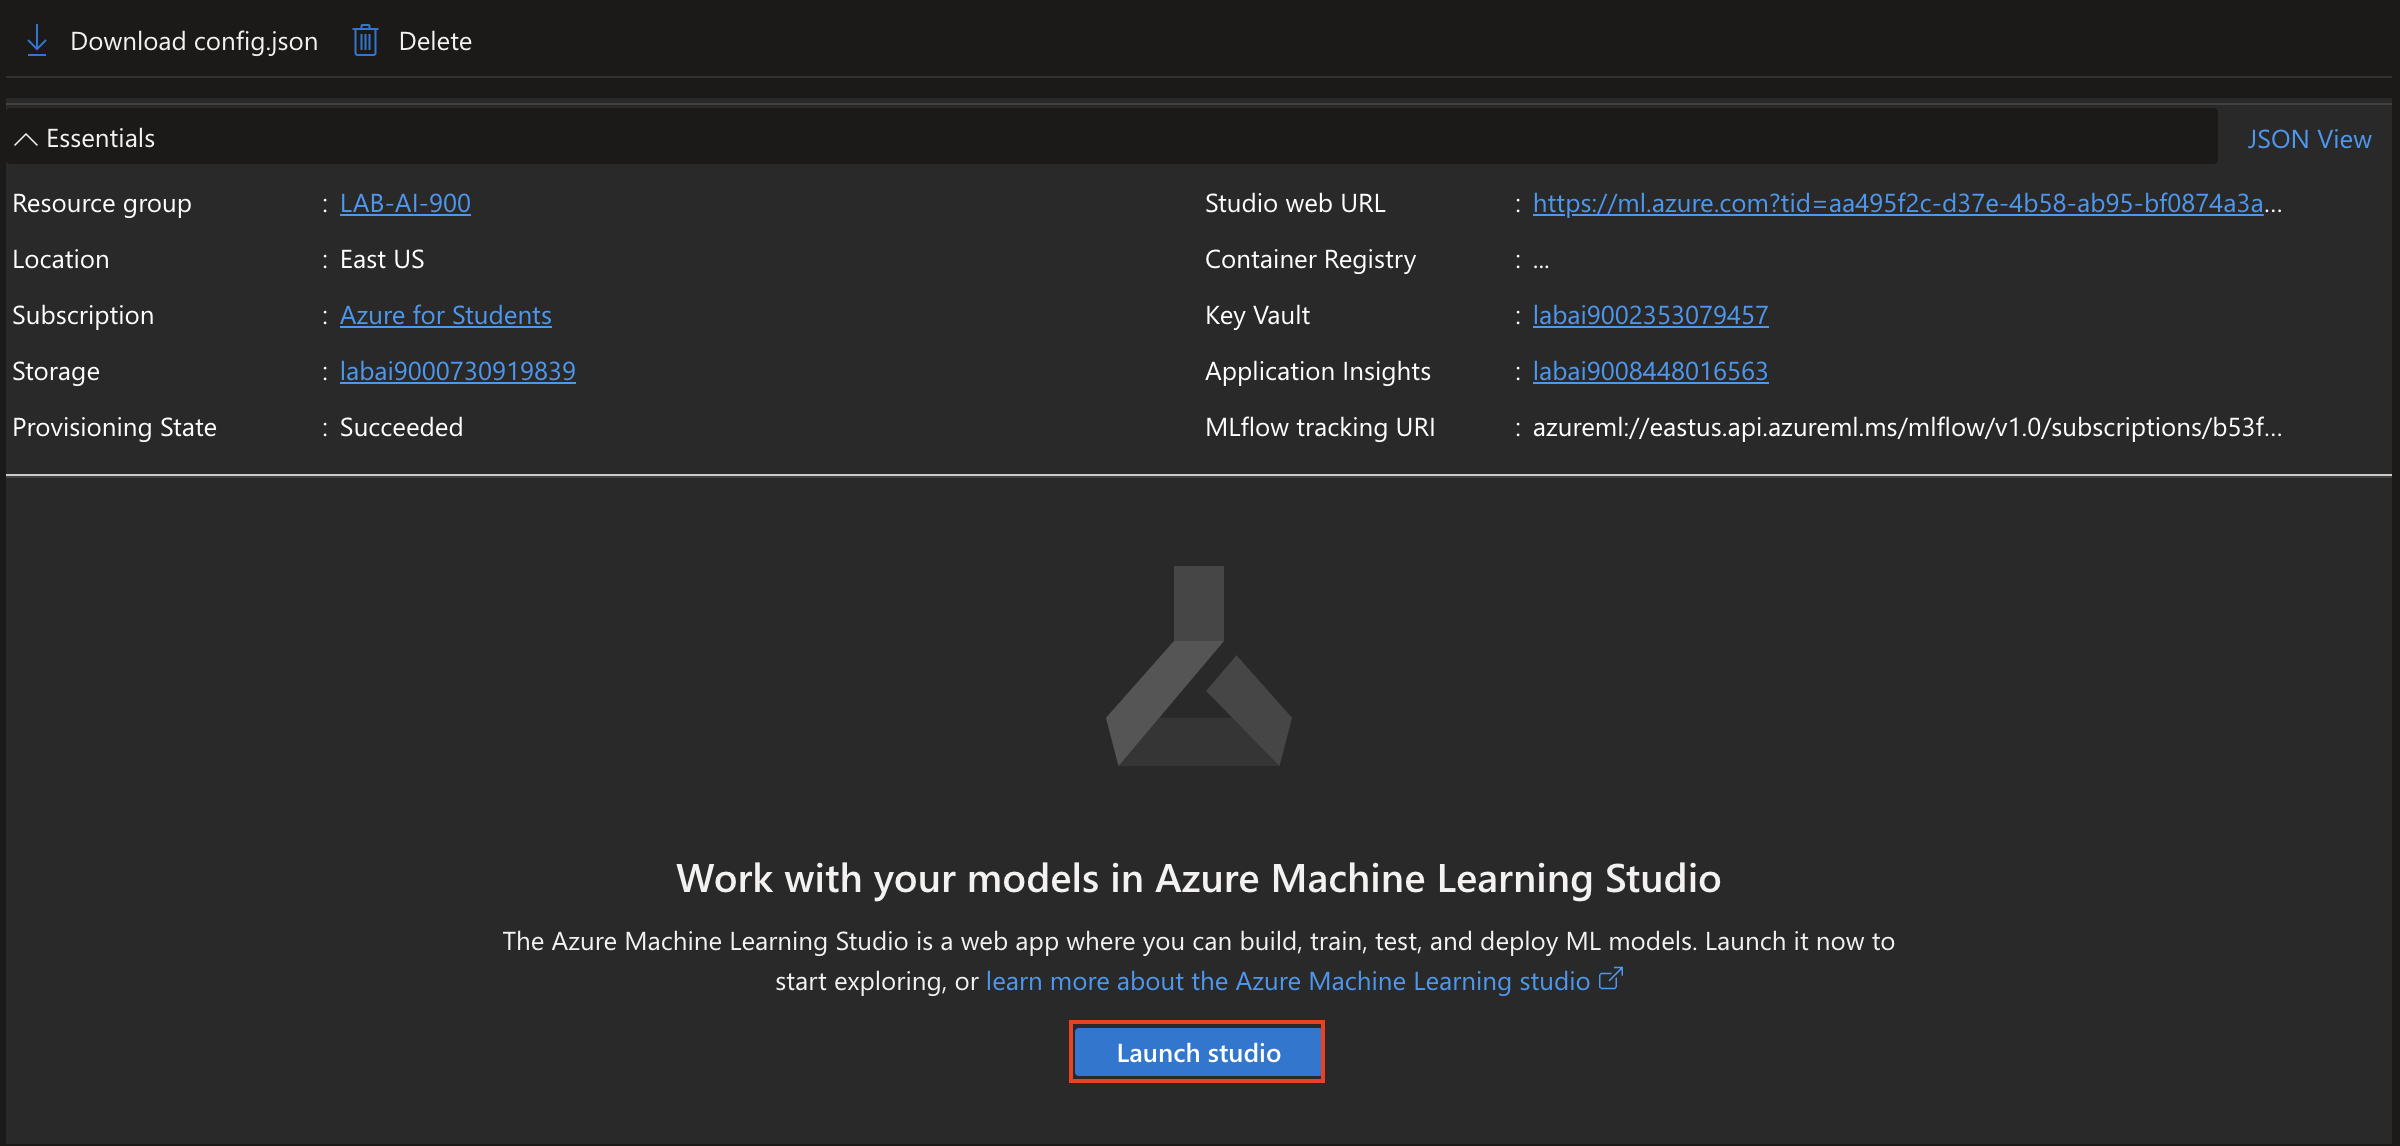 Download config.json Delete
Essentials JSON View
Resource group : LAB-AI-900
Location : East US
Subscription : Azure for Students
Storage : labai9000730919839
Provisioning State : Succeeded
Studio web URL : https://ml.azure.com?tid=aa495f2c-d37e-4b58-ab95-bf0874a3a...
Container Registry : ...
Key Vault : labai9002353079457
Application Insights : labai9008448016563
MLflow tracking URI : azureml://eastus.api.azureml.ms/mlflow/v1.0/subscriptions/b53f...
Work with your models in Azure Machine Learning Studio
The Azure Machine Learning Studio is a web app where you can build, train, test, and deploy ML models. Launch it now to
start exploring, or learn more about the Azure Machine Learning studio
Launch studio